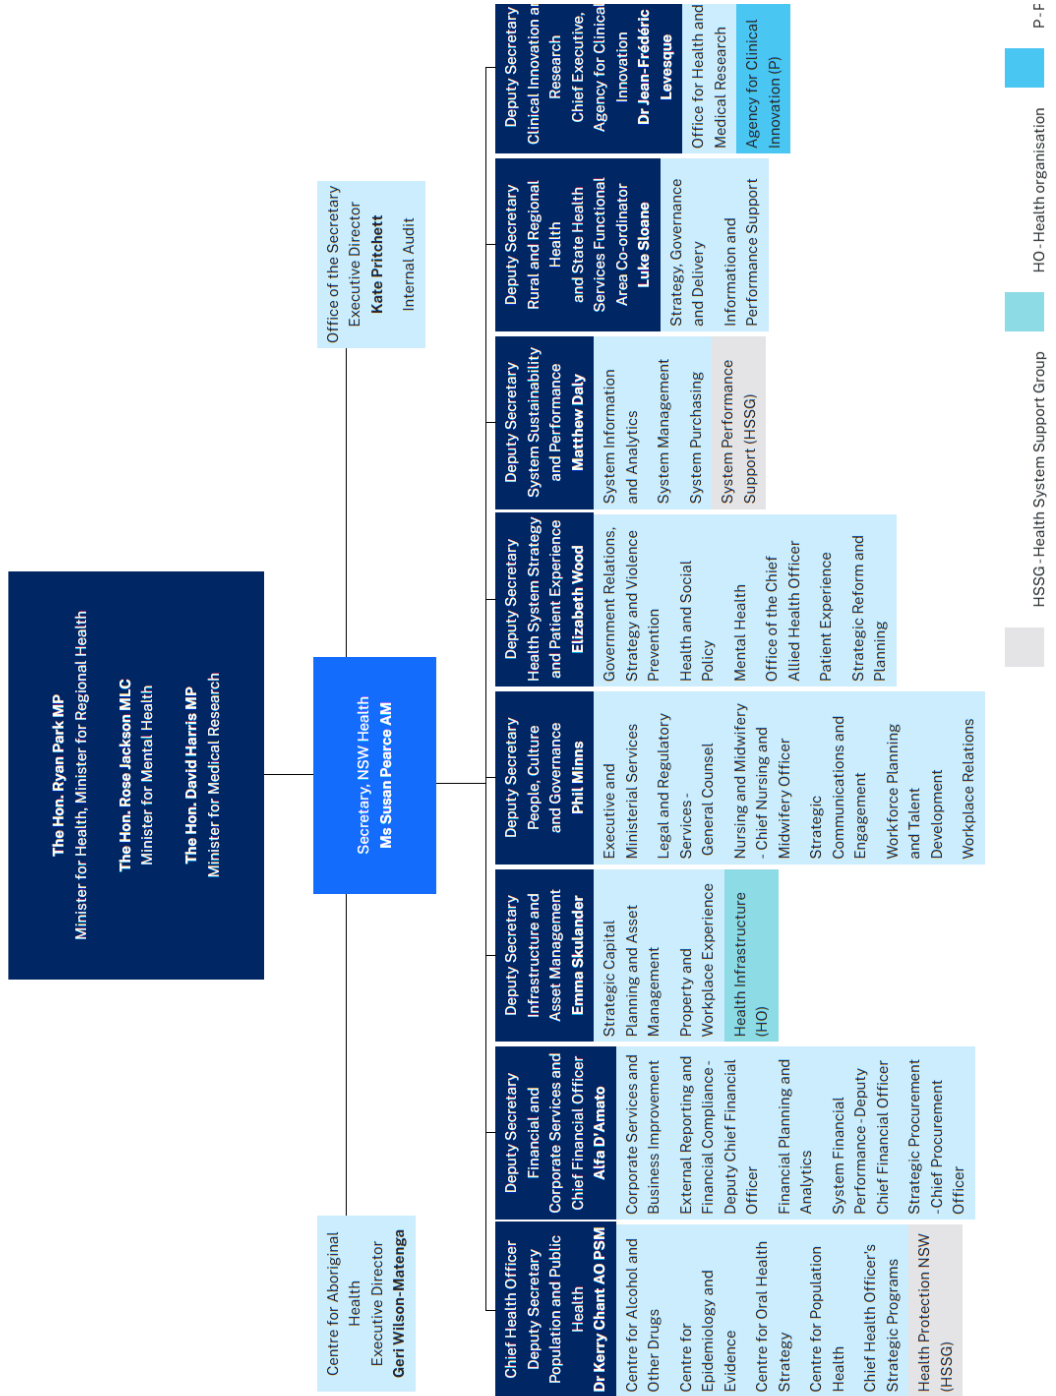 The Hon. Ryan Park MP
Minister for Health, Minister for Regional Health
The Hon. Rose Jackson MLC
Minister for Mental Health
The Hon. David Harris MP
Minister for Medical Research
Centre for Aboriginal
Health
Executive Director
Geri Wilson-Matenga
Secretary, NSW Health
Ms Susan Pearce AM
Office of the Secretary
Executive Director
Kate Pritchett
Internal Audit
Chief Health Officer
Deputy Secretary
Population and Public
Health
Dr Kerry Chant AO PSM
Centre for Alcohol and
Other Drugs
Centre for
Epidemiology and
Evidence
Centre for Oral Health
Strategy
Centre for Population
Health
Chief Health Officer's
Strategic Programs
Health Protection NSW
(HSSG)
Deputy Secretary
Financial and
Corporate Services and
Chief Financial Officer
Alfa D'Amato
Corporate Services and
Business Improvement
External Reporting and
Financial Compliance -
Deputy Chief Financial
Officer
Financial Planning and
Analytics
System Financial
Performance - Deputy
Chief Financial Officer
Strategic Procurement
- Chief Procurement
Officer
Deputy Secretary
Infrastructure and
Asset Management
Emma Skulander
Strategic Capital
Planning and Asset
Management
Property and
Workplace Experience
Health Infrastructure
(HO)
Deputy Secretary
People, Culture
and Governance
Phil Minns
Executive and
Ministerial Services
Legal and Regulatory
Services -
General Counsel
Nursing and Midwifery
- Chief Nursing and
Midwifery Officer
Strategic
Communications and
Engagement
Workforce Planning
and Talent
Development
Workplace Relations
Deputy Secretary
Health System Strategy
and Patient Experience
Elizabeth Wood
Government Relations,
Strategy and Violence
Prevention
Health and Social
Policy
Mental Health
Office of the Chief
Allied Health Officer
Patient Experience
Strategic Reform and
Planning
Deputy Secretary
System Sustainability
and Performance
Matthew Daly
System Information
and Analytics
System Management
System Purchasing
System Performance
Support (HSSG)
Deputy Secretary
Rural and Regional
Health
and State Health
Services Functional
Area Co-ordinator
Luke Sloane
Strategy, Governance
and Delivery
Information and
Performance Support
Deputy Secretary
Clinical Innovation and
Research
Chief Executive,
Agency for Clinical
Innovation
Dr Jean-Frédéric
Levesque
Office for Health and
Medical Research
Agency for Clinical
Innovation (P)
HSSG - Health System Support Group
HO - Health organisation
P -